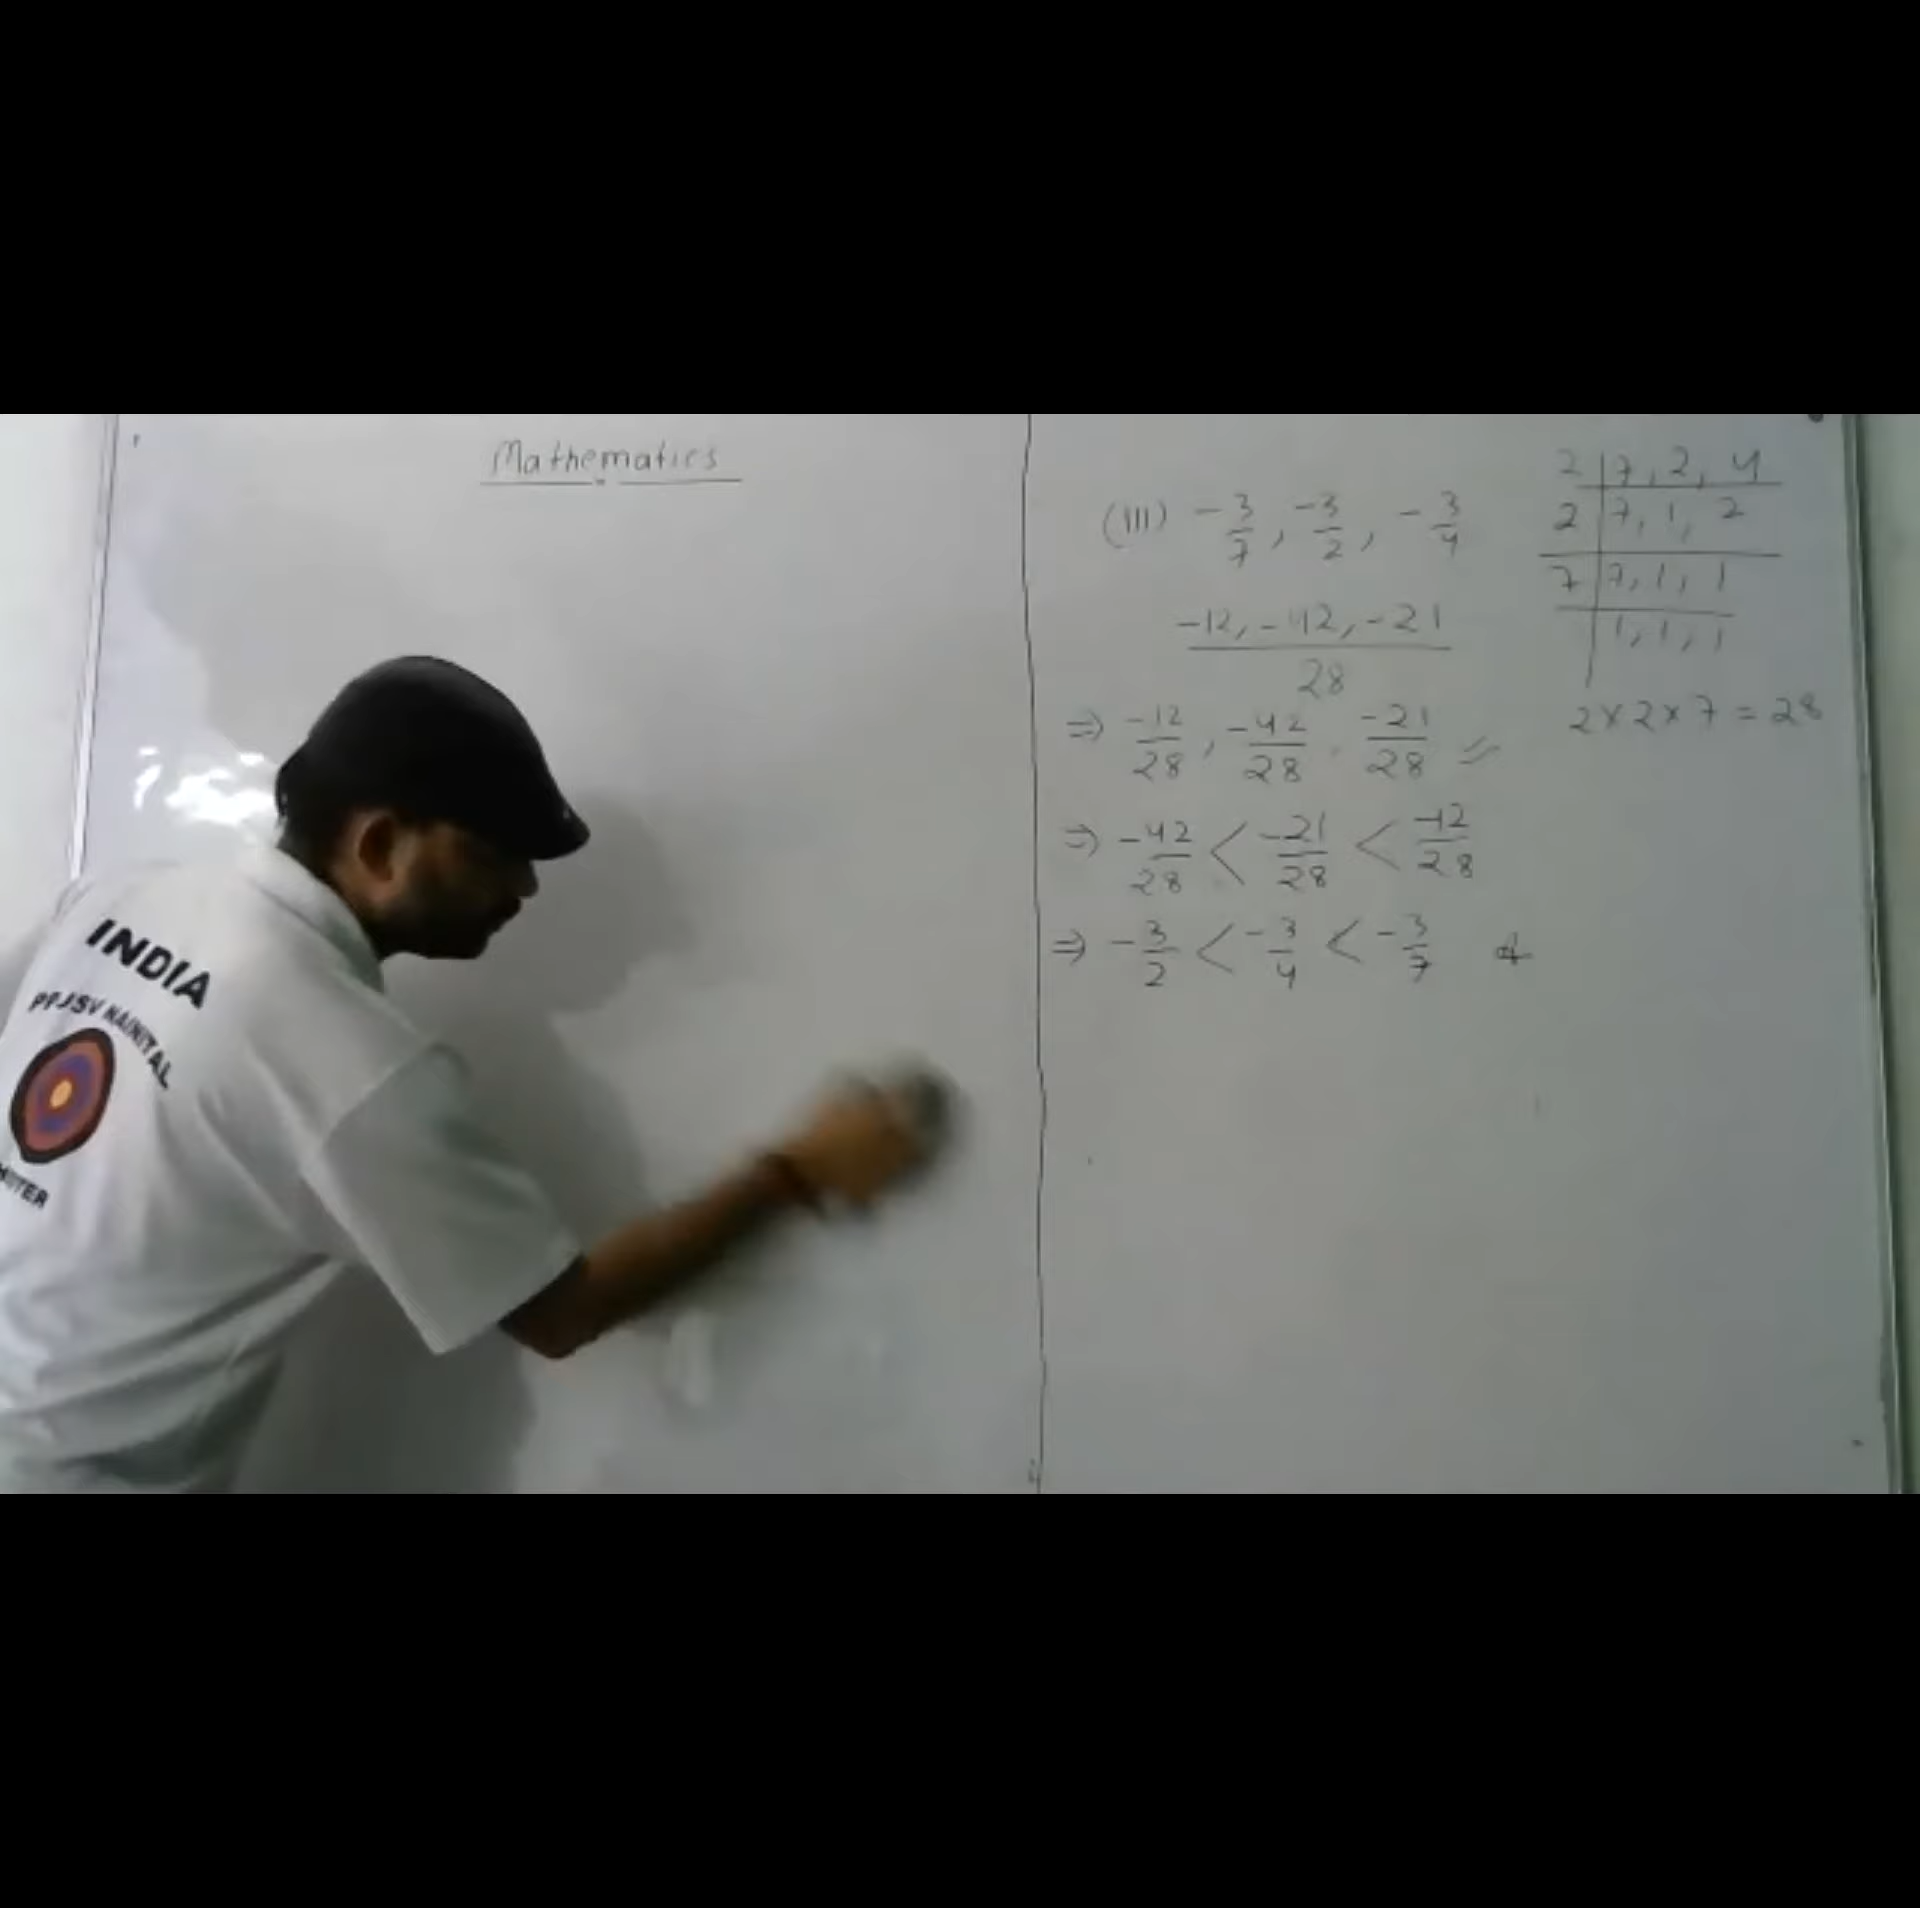 Mathematics
(III) -3/7, -3/2, -3/4
-12, -42, -21
28
⇒ -12/28, -42/28, -21/28 //
⇒ -42/28 < -21/28 < -12/28
⇒ -3/2 < -3/4 < -3/7
2 | 7, 2, 4
2 | 7, 1, 2
7 | 7, 1, 1
1, 1, 1
2 × 2 × 7 = 28
INDIA
NAINITAL